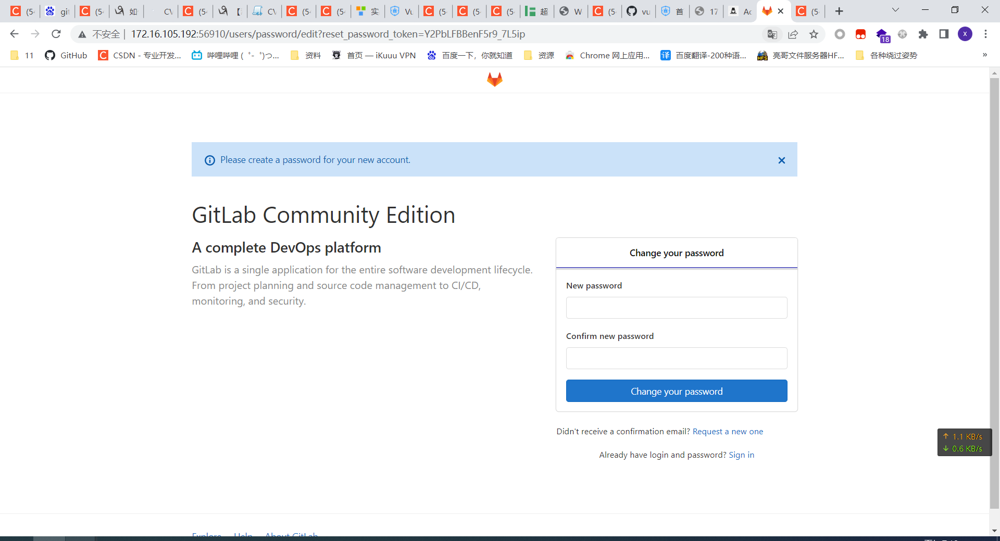 (5
git
(5
如
CV
(5
【
CV
(5
(5
实
Vu
(5
(5
(5
超
W
(5
vu
首
17
Ac
(5
不安全 | 172.16.105.192:56910/users/password/edit?reset_password_token=Y2PbLFBBenF5r9_7L5ip
18
X
11
GitHub
CSDN - 专业开发...
哔哩哔哩 ( ゜- ゜)つ...
资料
首页 — iKuuu VPN
百度一下，你就知道
资源
Chrome 网上应用...
译 百度翻译-200种语...
HFS 亮哥文件服务器HF...
各种绕过姿势
»
Please create a password for your new account.
GitLab Community Edition
A complete DevOps platform
GitLab is a single application for the entire software development lifecycle.
From project planning and source code management to CI/CD,
monitoring, and security.
Change your password
New password
Confirm new password
Change your password
Didn't receive a confirmation email? Request a new one
Already have login and password? Sign in
↑ 1.1 KB/s
↓ 0.6 KB/s
Explore Help About GitLab